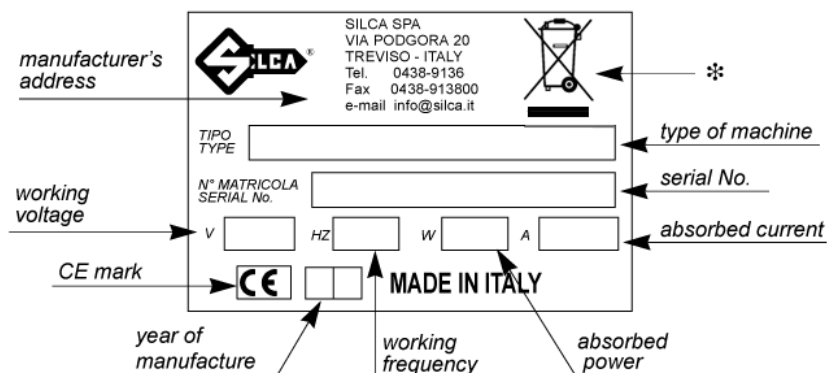 SILCA®
SILCA SPA
VIA PODGORA 20
TREVISO - ITALY
Tel. 0438-9136
Fax 0438-913800
e-mail info@silca.it
manufacturer's
address
*
TIPO
TYPE
type of machine
N° MATRICOLA
SERIAL No.
serial No.
working
voltage
V
HZ
W
A
absorbed current
CE mark
CE
MADE IN ITALY
year of
manufacture
working
frequency
absorbed
power